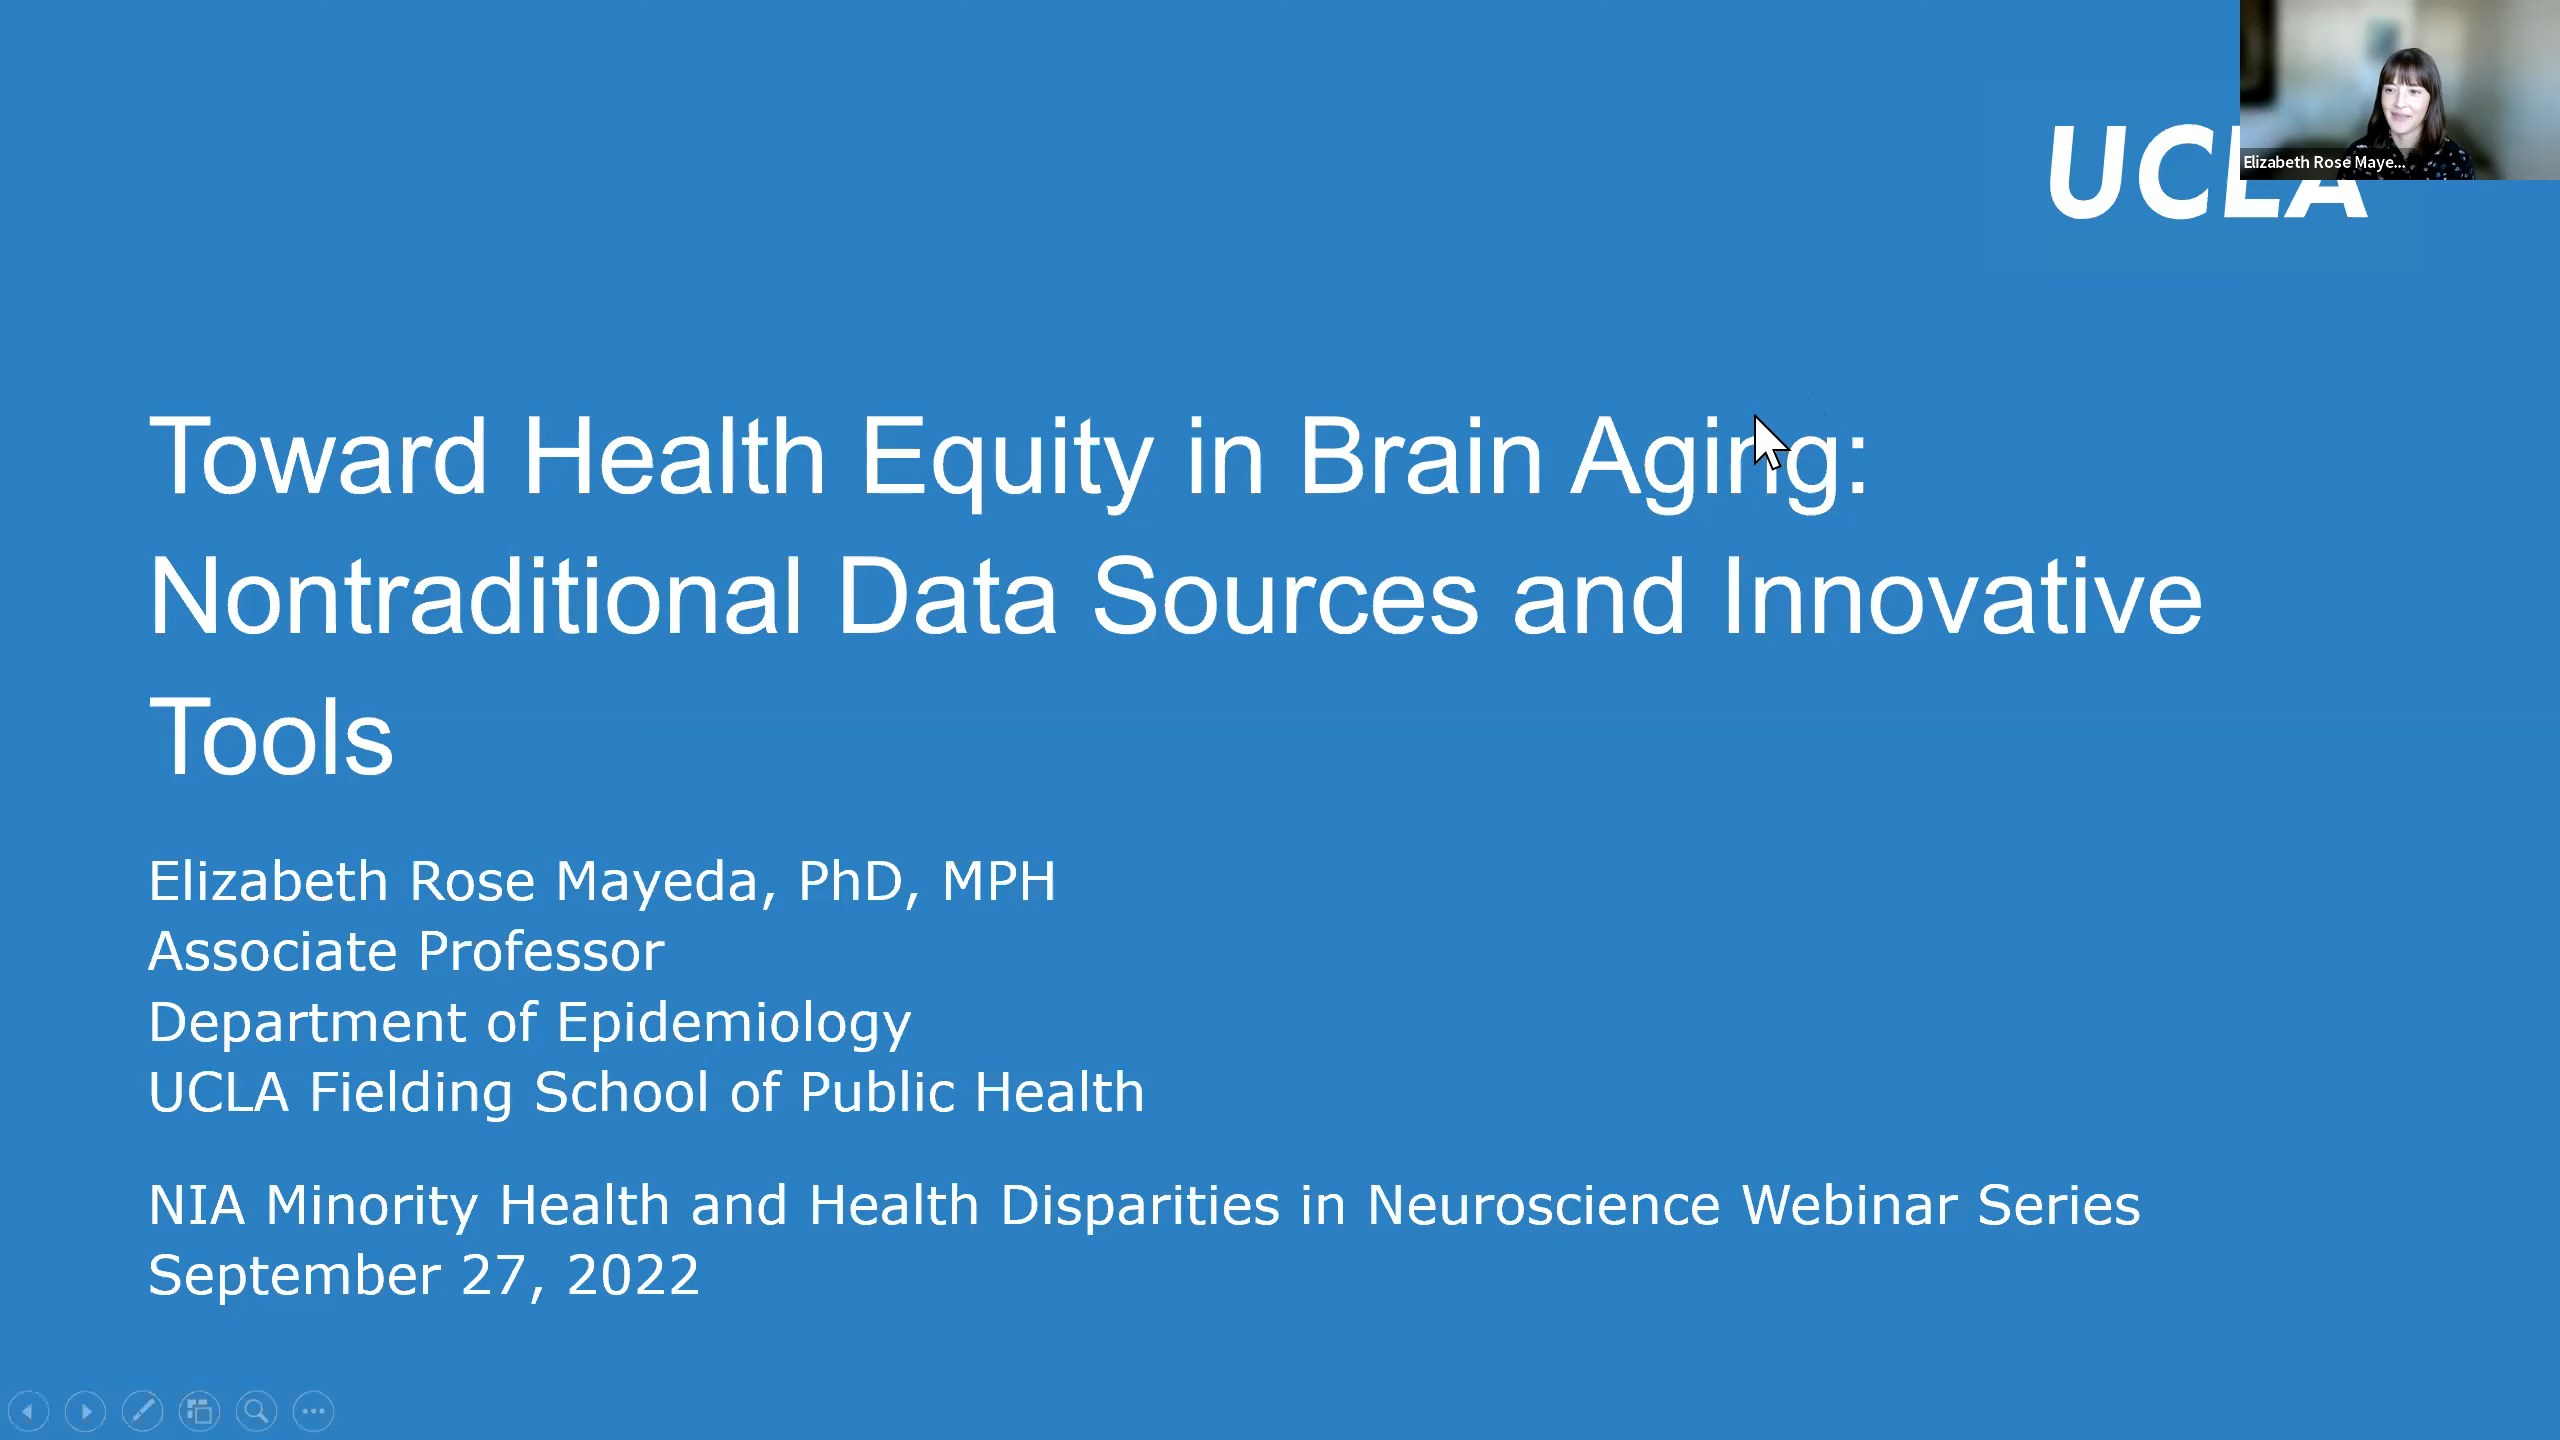 UCLA
Elizabeth Rose Maye...
Toward Health Equity in Brain Aging:
Nontraditional Data Sources and Innovative
Tools
Elizabeth Rose Mayeda, PhD, MPH
Associate Professor
Department of Epidemiology
UCLA Fielding School of Public Health
NIA Minority Health and Health Disparities in Neuroscience Webinar Series
September 27, 2022